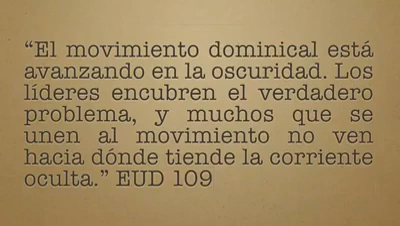 “El movimiento dominical está
avanzando en la oscuridad. Los
líderes encubren el verdadero
problema, y muchos que se
unen al movimiento no ven
hacia dónde tiende la corriente
oculta.” EUD 109